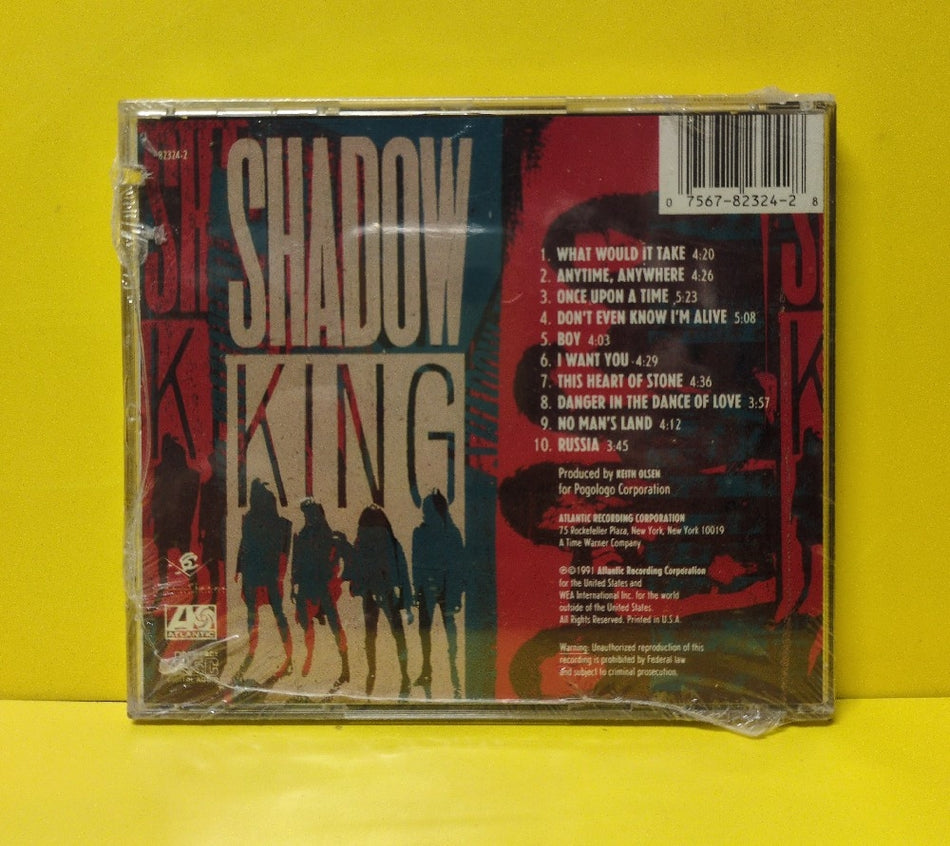 82324-2
SHADOW
KING
0 7567-82324-2 8
1. WHAT WOULD IT TAKE 4:20
2. ANYTIME, ANYWHERE 4:26
3. ONCE UPON A TIME 5:23
4. DON'T EVEN KNOW I'M ALIVE 5:08
5. BOY 4:03
6. I WANT YOU 4:29
7. THIS HEART OF STONE 4:36
8. DANGER IN THE DANCE OF LOVE 3:57
9. NO MAN'S LAND 4:12
10. RUSSIA 3:45
Produced by KEITH OLSEN
for Pogologo Corporation
ATLANTIC RECORDING CORPORATION
75 Rockefeller Plaza, New York, New York 10019
A Time Warner Company
℗©1991 Atlantic Recording Corporation
for the United States and
WEA International Inc. for the world
outside of the United States.
All Rights Reserved. Printed in U.S.A.
Warning: Unauthorized reproduction of this
recording is prohibited by Federal law
and subject to criminal prosecution.
ATLANTIC